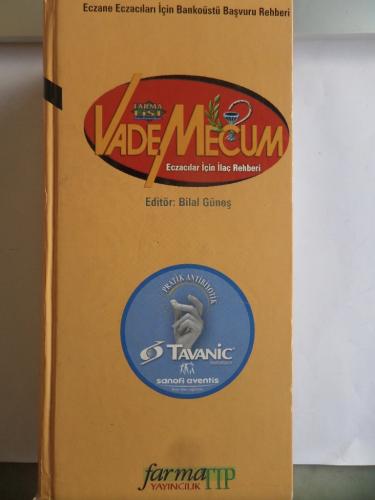 Eczane Eczacıları İçin Bankoüstü Başvuru Rehberi
FARMA
LIST
VADEMECUM
Eczacılar İçin İlaç Rehberi
Editör: Bilal Güneş
PRATİK ANTİBİYOTİK
TAVANIC
sanofi aventis
farmaTIP
YAYINCILIK